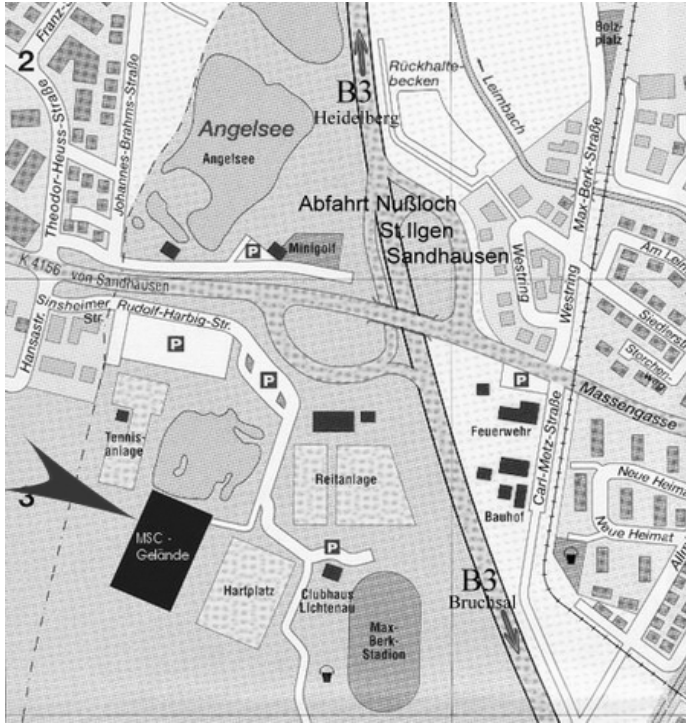 2
Franz-
Theodor-Heuss-Straße
Johannes-Brahms-Straße
Angelsee
Angelsee
B3
Heidelberg
Rückhalte-
becken
Leimbach
Bolz-
platz
Max-Berk-Straße
Abfahrt Nußloch
St.Ilgen
Sandhausen
P
Minigolf
Westring
Westring
Am Leim
Siedlerstr
Storchen-
weg
K 4156 von Sandhausen
Sinsheimer
Str.
Hansastr.
Rudolf-Harbig-Str.
P
P
P
Massengasse
Feuerwehr
Carl-Metz-Straße
Bauhof
Neue Heimat
Neue Heimat
Tennis-
anlage
Reitanlage
3
MSC -
Gelände
Hartplatz
P
Clubhaus
Lichtenau
Max-
Berk-
Stadion
B3
Bruchsal